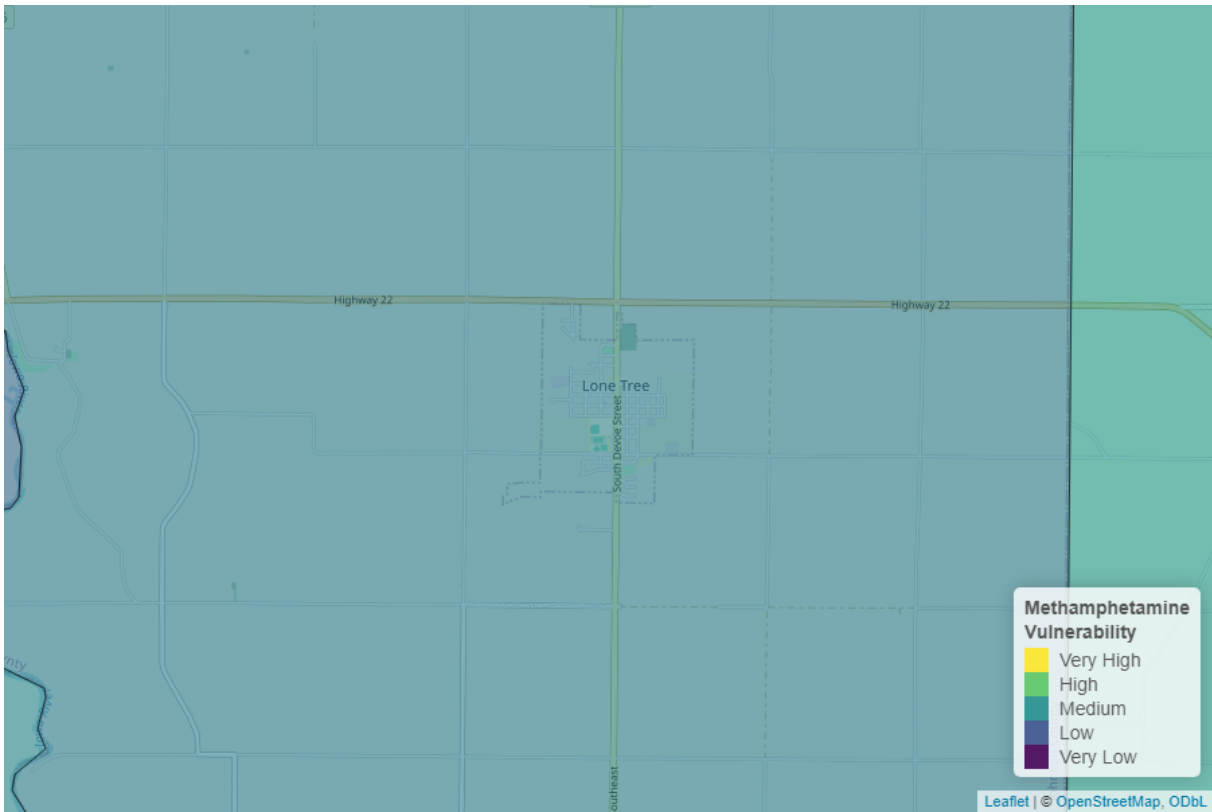 Highway 22
Highway 22
Lone Tree
South Devoe Street
Methamphetamine
Vulnerability
Very High
High
Medium
Low
Very Low
Leaflet | © OpenStreetMap, ODbL